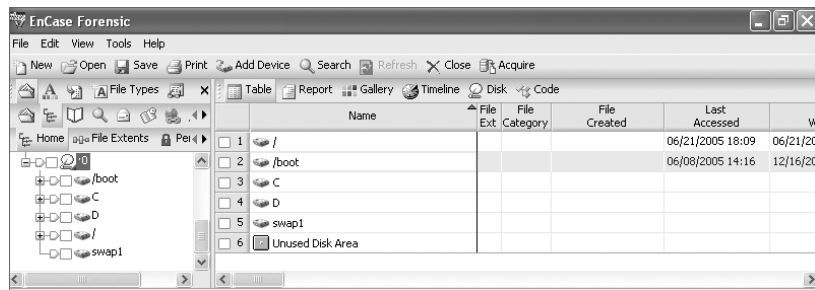 EnCase Forensic
File Edit View Tools Help
New Open Save Print Add Device Search Refresh Close Acquire
File Types Table Report Gallery Timeline Disk Code
Home File Extents
Name File Ext File Category File Created Last Accessed W
0
/boot
C
D
/
swap1
1 / 06/21/2005 18:09 06/21/20
2 /boot 06/08/2005 14:16 12/16/20
3 C
4 D
5 swap1
6 Unused Disk Area